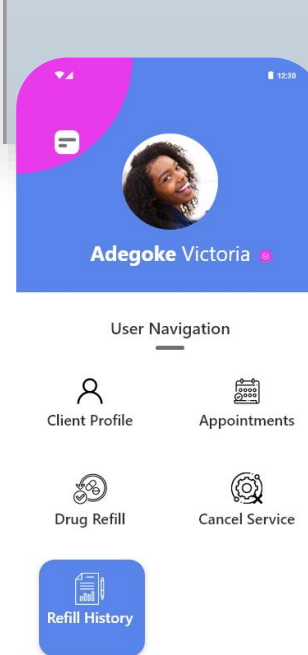 12:30
Adegoke Victoria
User Navigation
Client Profile
Appointments
Drug Refill
Cancel Service
Refill History